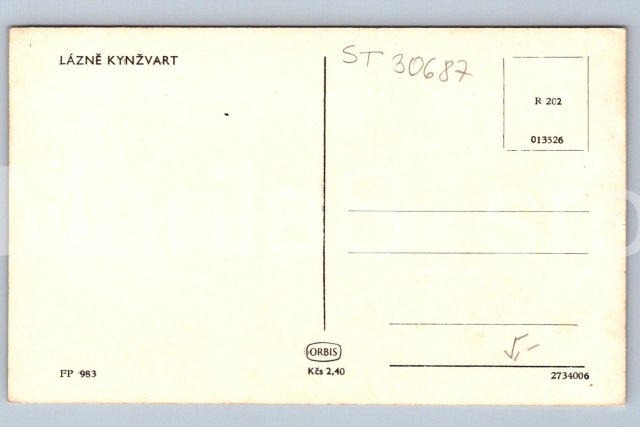 LÁZNĚ KYNŽVART
ST 30687
R 202
013526
ORBIS
Kčs 2,40
FP 983
2734006